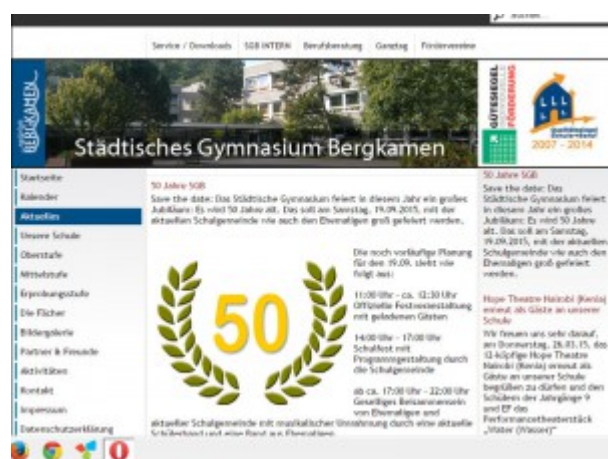 Suchen...
Service / Downloads
SGB INTERN
Berufsberatung
Ganztag
Fördervereine
BERGKAMEN
Städtisches Gymnasium Bergkamen
GÜTESIEGEL
FÖRDERUNG
2007 - 2014
Startseite
Kalender
Aktuelles
Unsere Schule
Oberstufe
Mittelstufe
Erprobungsstufe
Die Fächer
Bildergalerie
Partner & Freunde
Aktivitäten
Kontakt
Impressum
Datenschutzerklärung
50 Jahre SGB
Save the date: Das Städtische Gymnasium feiert in diesem Jahr ein großes
Jubiläum: Es wird 50 Jahre alt. Das soll am Samstag, 19.09.2015, mit der
aktuellen Schulgemeinde wie auch den Ehemaligen groß gefeiert werden.
50
Die noch vorläufige Planung
für den 19.09. sieht wie
folgt aus:
11:00 Uhr - ca. 12:30 Uhr
Offizielle Festveranstaltung
mit geladenen Gästen
14:00 Uhr - 17:00 Uhr
Schulfest mit
Programmgestaltung durch
die Schulgemeinde
ab ca. 17:00 Uhr - 22:00 Uhr
Geselliges Beisammensein
von Ehemaligen und
aktueller Schulgemeinde mit musikalischer Umrahmung durch eine aktuelle
Schülerband und eine Band aus Ehemaligen
50 Jahre SGB
Save the date: Das
Städtische Gymnasium feiert
in diesem Jahr ein großes
Jubiläum: Es wird 50 Jahre
alt. Das soll am Samstag,
19.09.2015, mit der aktuellen
Schulgemeinde wie auch den
Ehemaligen groß gefeiert
werden.
Hope Theatre Nairobi (Kenia)
erneut als Gäste an unserer
Schule
Wir freuen uns sehr darauf,
am Donnerstag, 26.03.15, das
12-köpfige Hope Theatre
Nairobi (Kenia) erneut als
Gäste an unserer Schule
begrüßen zu dürfen und den
Schülern der Jahrgänge 9
und EF das
Performancetheaterstück
„Water (Wasser)“